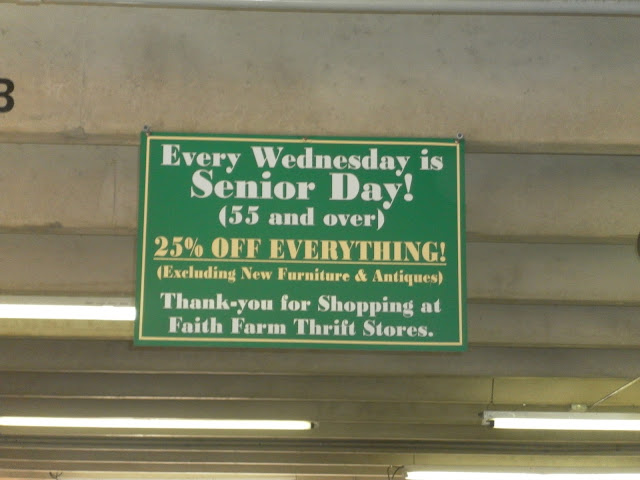 B
Every Wednesday is
Senior Day!
(55 and over)
25% OFF EVERYTHING!
(Excluding New Furniture & Antiques)
Thank-you for Shopping at
Faith Farm Thrift Stores.